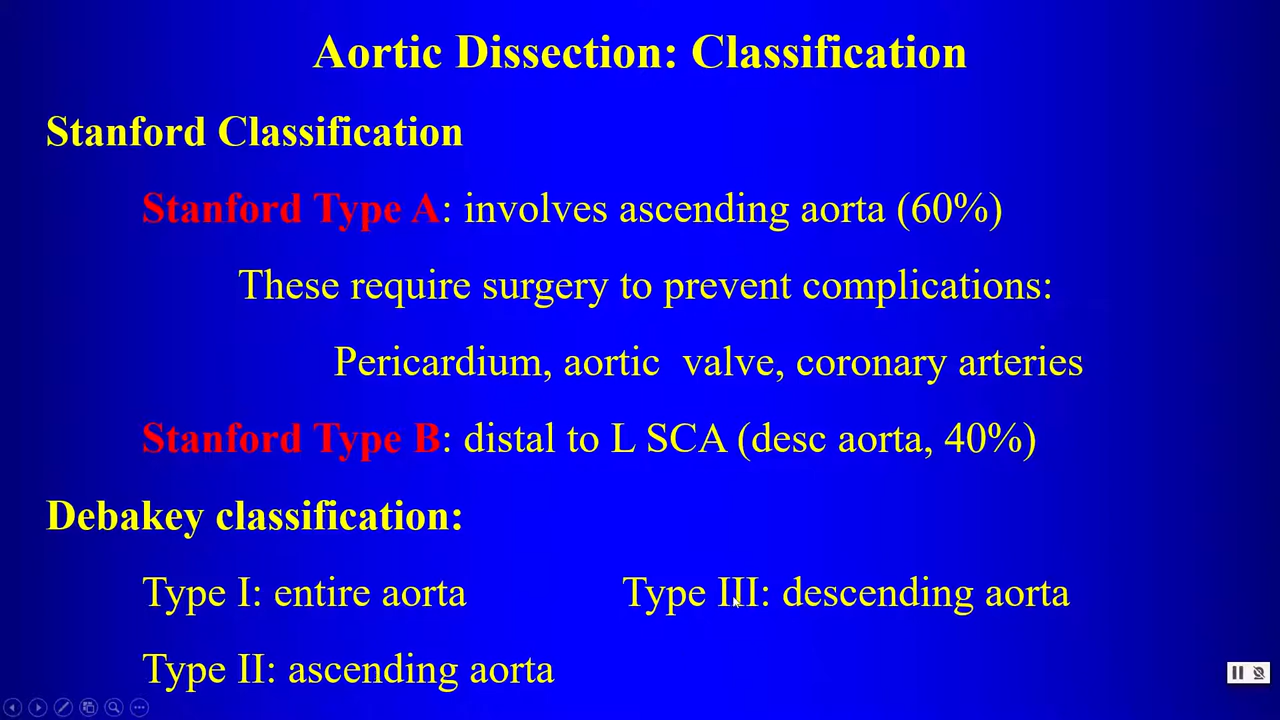 Aortic Dissection: Classification
Stanford Classification
Stanford Type A: involves ascending aorta (60%)
These require surgery to prevent complications:
Pericardium, aortic valve, coronary arteries
Stanford Type B: distal to L SCA (desc aorta, 40%)
Debakey classification:
Type I: entire aorta Type III: descending aorta
Type II: ascending aorta